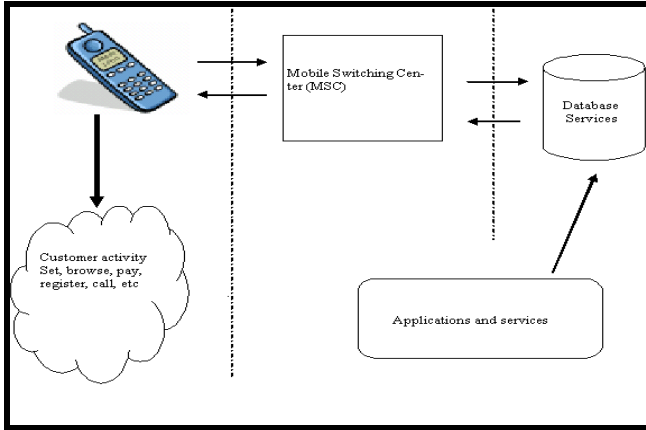 Mobile Switching Cen-
ter (MSC)
Database
Services
Customer activity
Set, browse, pay,
register, call, etc
Applications and services